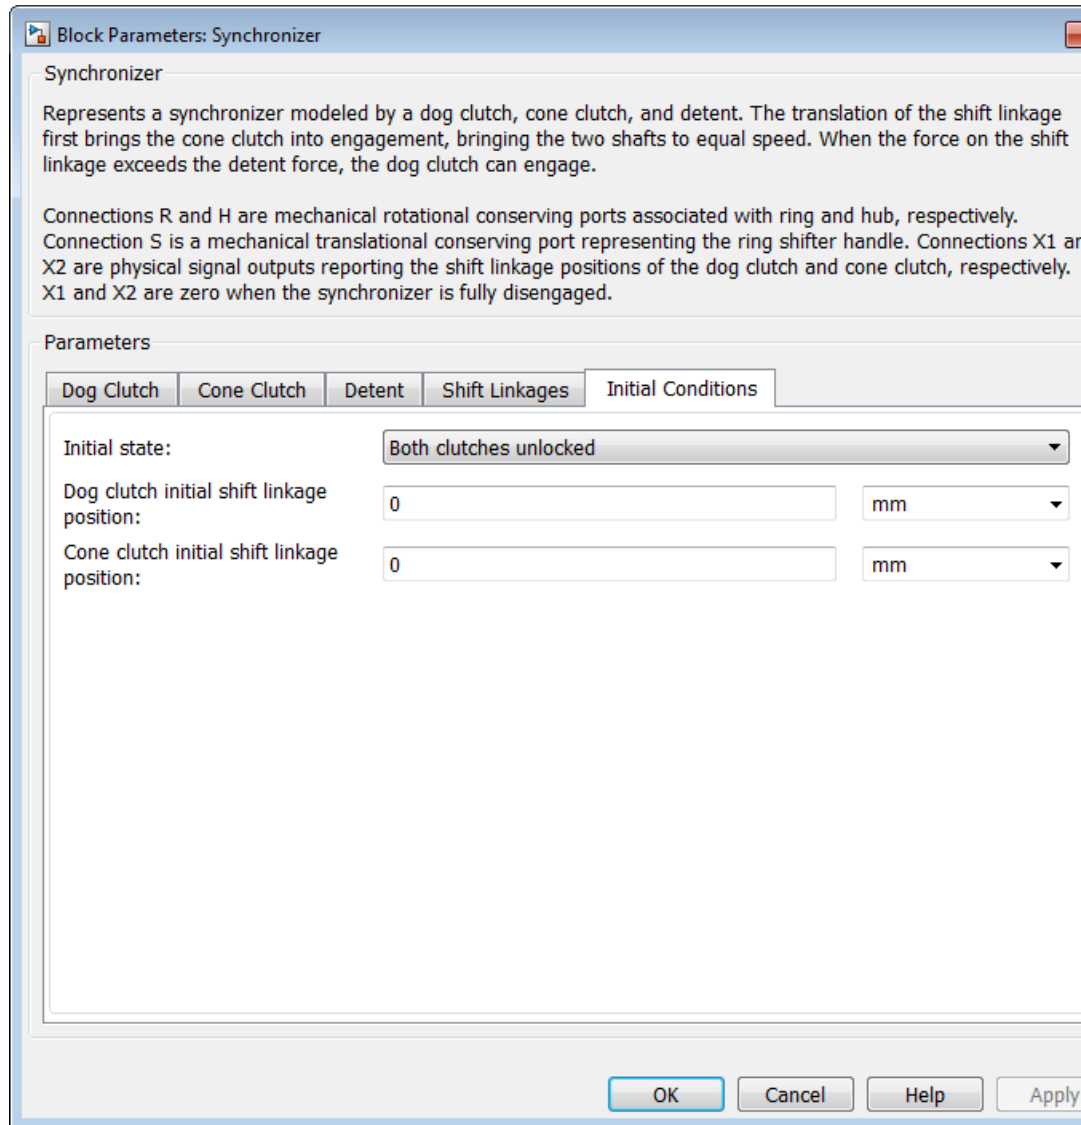 Block Parameters: Synchronizer
Synchronizer
Represents a synchronizer modeled by a dog clutch, cone clutch, and detent. The translation of the shift linkage
first brings the cone clutch into engagement, bringing the two shafts to equal speed. When the force on the shift
linkage exceeds the detent force, the dog clutch can engage.
Connections R and H are mechanical rotational conserving ports associated with ring and hub, respectively.
Connection S is a mechanical translational conserving port representing the ring shifter handle. Connections X1
X2 are physical signal outputs reporting the shift linkage positions of the dog clutch and cone clutch, respectively.
X1 and X2 are zero when the synchronizer is fully disengaged.
Parameters
Dog Clutch Cone Clutch Detent Shift Linkages Initial Conditions
Initial state: Both clutches unlocked
Dog clutch initial shift linkage
position: 0 mm
Cone clutch initial shift linkage
position: 0 mm
OK Cancel Help Apply